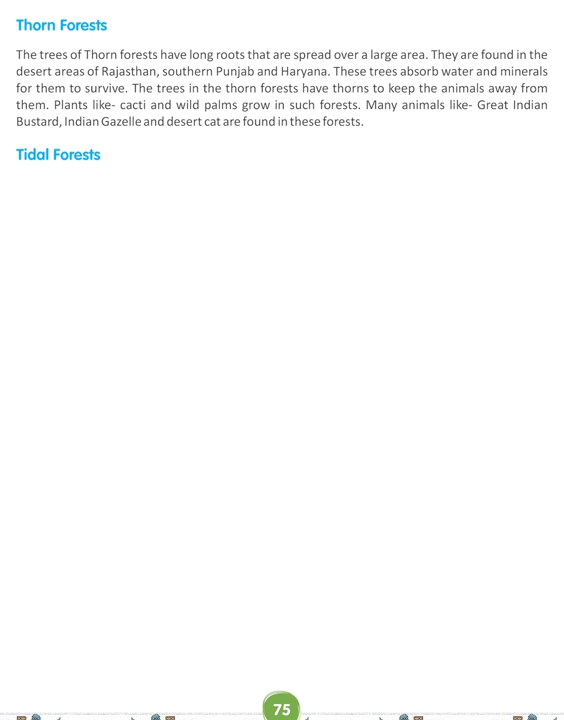 Thorn Forests
The trees of Thorn forests have long roots that are spread over a large area. They are found in the
desert areas of Rajasthan, southern Punjab and Haryana. These trees absorb water and minerals
for them to survive. The trees in the thorn forests have thorns to keep the animals away from
them. Plants like- cacti and wild palms grow in such forests. Many animals like- Great Indian
Bustard, Indian Gazelle and desert cat are found in these forests.
Tidal Forests
75